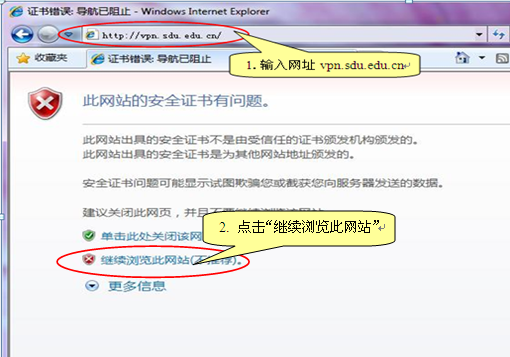 证书错误: 导航已阻止 - Windows Internet Explorer
http://vpn.sdu.edu.cn/
收藏夹
证书错误: 导航已阻止
1. 输入网址 vpn.sdu.edu.cn
此网站的安全证书有问题。
此网站出具的安全证书不是由受信任的证书颁发机构颁发的。
此网站出具的安全证书是为其他网站地址颁发的。
安全证书问题可能显示试图欺骗您或截获您向服务器发送的数据。
建议关闭此网页，并且不要继续浏览该网站。
2. 点击“继续浏览此网站”
单击此处关闭该网
继续浏览此网站(不推荐)。
更多信息